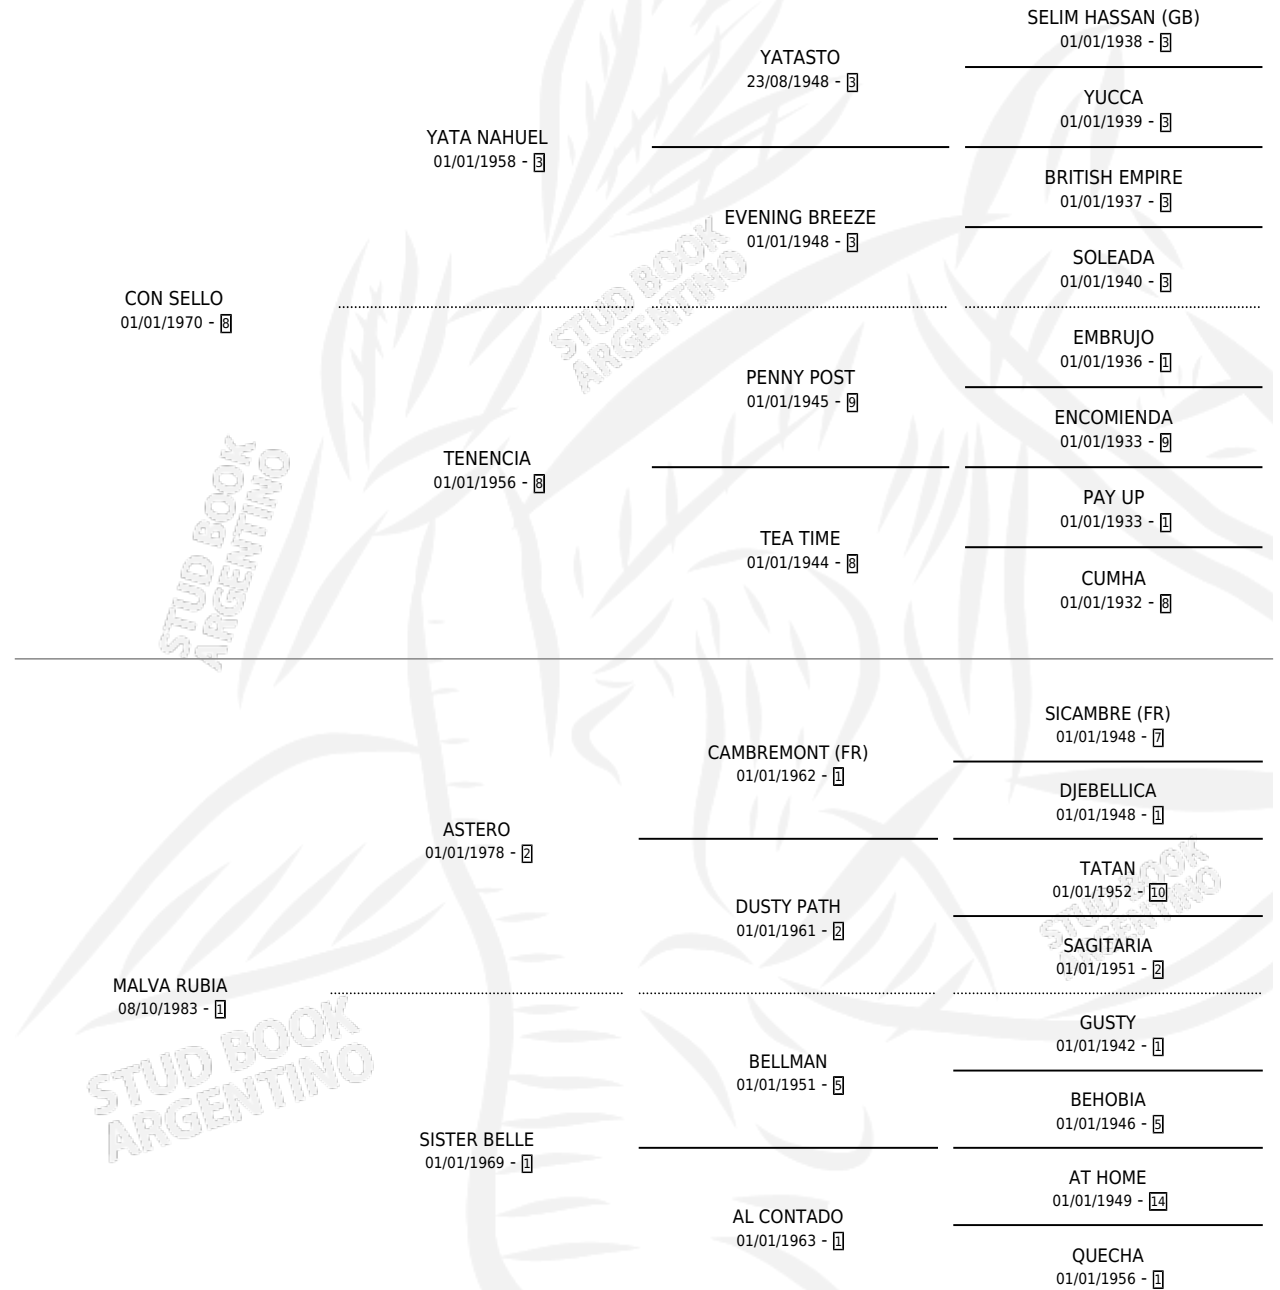 SELIM HASSAN (GB)
01/01/1938 - 3
YATASTO
23/08/1948 - 3
YUCCA
01/01/1939 - 3
YATA NAHUEL
01/01/1958 - 3
BRITISH EMPIRE
01/01/1937 - 3
EVENING BREEZE
01/01/1948 - 3
SOLEADA
01/01/1940 - 3
CON SELLO
01/01/1970 - 8
STUD BOOK
ARGENTINO
EMBRUJO
01/01/1936 - 1
PENNY POST
01/01/1945 - 9
ENCOMIENDA
01/01/1933 - 9
TENENCIA
01/01/1956 - 8
PAY UP
01/01/1933 - 1
TEA TIME
01/01/1944 - 8
CUMHA
01/01/1932 - 8
STUD BOOK
ARGENTINO
SICAMBRE (FR)
01/01/1948 - 7
CAMBREMONT (FR)
01/01/1962 - 1
DJEBELLICA
01/01/1948 - 1
ASTERO
01/01/1978 - 2
TATAN
01/01/1952 - 10
DUSTY PATH
01/01/1961 - 2
SAGITARIA
01/01/1951 - 2
STUD BOOK
ARGENTINO
MALVA RUBIA
08/10/1983 - 1
GUSTY
01/01/1942 - 1
BELLMAN
01/01/1951 - 5
BEHOBIA
01/01/1946 - 5
STUD BOOK
ARGENTINO
SISTER BELLE
01/01/1969 - 1
AT HOME
01/01/1949 - 14
AL CONTADO
01/01/1963 - 1
QUECHA
01/01/1956 - 1